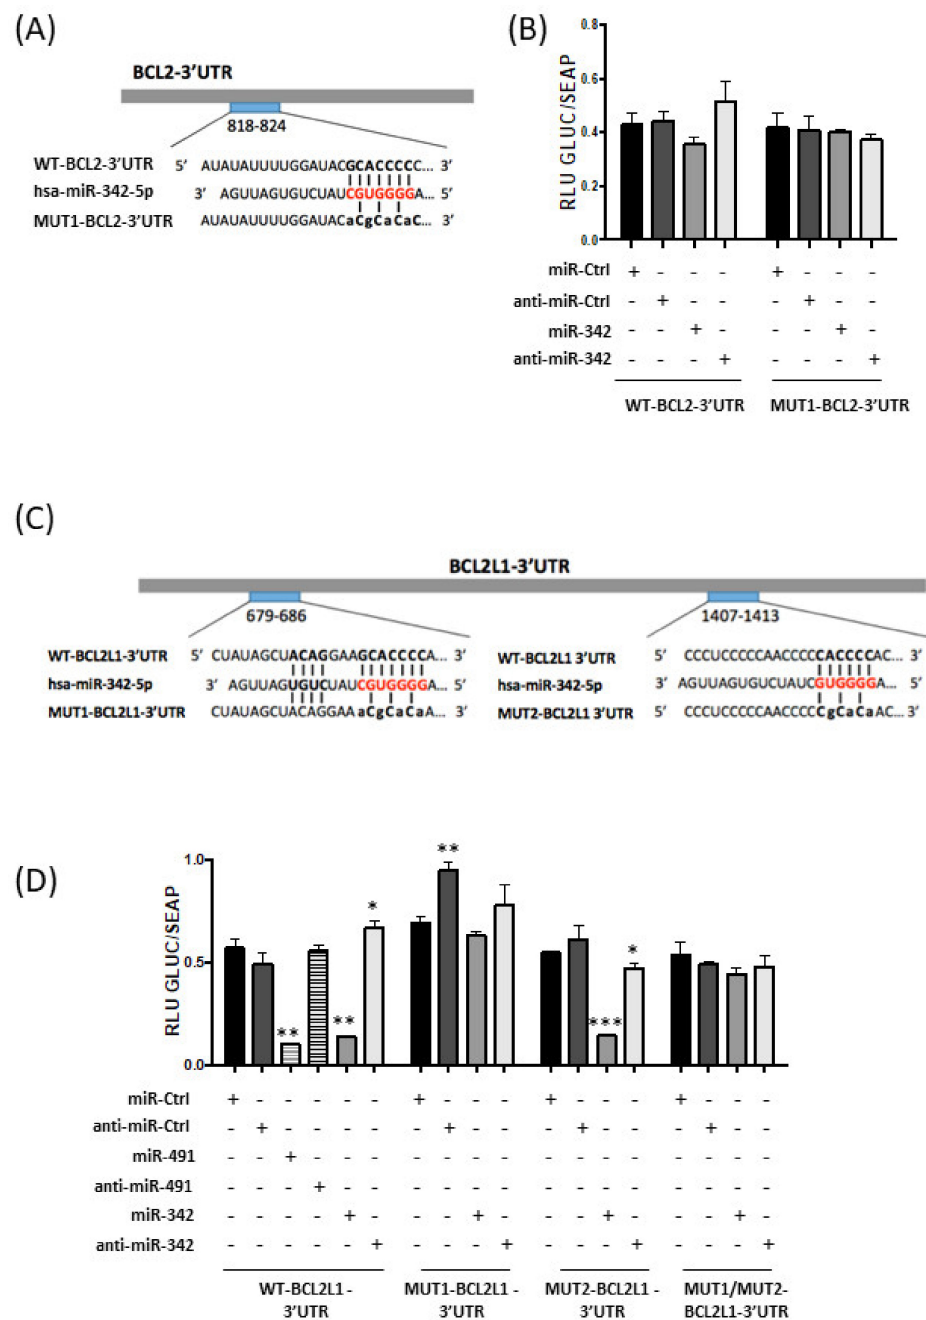 (A)
BCL2-3’UTR
818-824
WT-BCL2-3’UTR 5’ AUAUAUUUUGGAUACGCACCCCC... 3’
hsa-miR-342-5p 3’ AGUUAGUGUCUAUCGUGGGGA... 5’
MUT1-BCL2-3’UTR AUAUAUUUUGGAUACaCgCaCaC... 3’
(B)
RLU GLUC/SEAP
0.8
0.6
0.4
0.2
0.0
miR-Ctrl + - - - + - - -
anti-miR-Ctrl - + - - - + - -
miR-342 - - + - - - + -
anti-miR-342 - - - + - - - +
WT-BCL2-3’UTR MUT1-BCL2-3’UTR
(C)
BCL2L1-3’UTR
679-686 1407-1413
WT-BCL2L1-3’UTR 5’ CUAUAGCUACAGGAAGCACCCCA... 3’
hsa-miR-342-5p 3’ AGUUAGUGUCUAUCGUGGGGA... 5’
MUT1-BCL2L1-3’UTR CUAUAGCUACAGGAAaCgCaCaA... 3’
WT-BCL2L1 3’UTR 5’ CCCUCCCCCAACCCCCACCCCAC... 3’
hsa-miR-342-5p 3’ AGUUAGUGUCUAUCGUGGGGA... 5’
MUT2-BCL2L1 3’UTR 5’ CCCUCCCCCAACCCCCgCaCaAC... 3’
(D)
RLU GLUC/SEAP
1.0
0.5
0.0
** ** * ** *** *
miR-Ctrl + - - - - - + - - - + - - - + - - -
anti-miR-Ctrl - + - - - - - + - - - + - - - + - -
miR-491 - - + - - - - - - - - - - - - - - -
anti-miR-491 - - - + - - - - - - - - - - - - - -
miR-342 - - - - + - - - + - - - + - - - + -
anti-miR-342 - - - - - + - - - + - - - + - - - +
WT-BCL2L1 - 3’UTR
MUT1-BCL2L1 - 3’UTR
MUT2-BCL2L1 - 3’UTR
MUT1/MUT2- BCL2L1-3’UTR